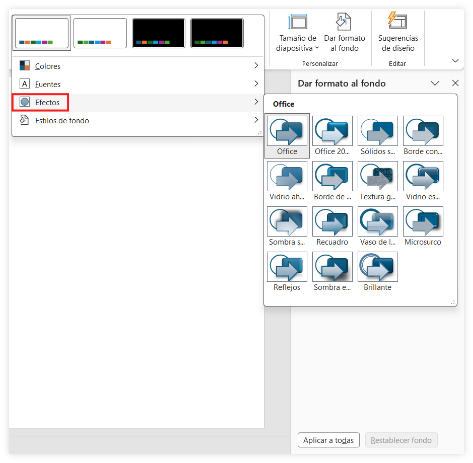 Tamaño de
diapositiva
Dar formato
al fondo
Sugerencias
de diseño
Personalizar
Editar
Colores
Fuentes
Efectos
Estilos de fondo
Dar formato al fondo
Office
Office
Office 20...
Sólidos s...
Borde con...
Vidrio ah...
Borde de ...
Textura g...
Vidrio es...
Sombra s...
Recuadro
Vaso de l...
Microsurco
Reflejos
Sombra e...
Brillante
Aplicar a todas
Restablecer fondo